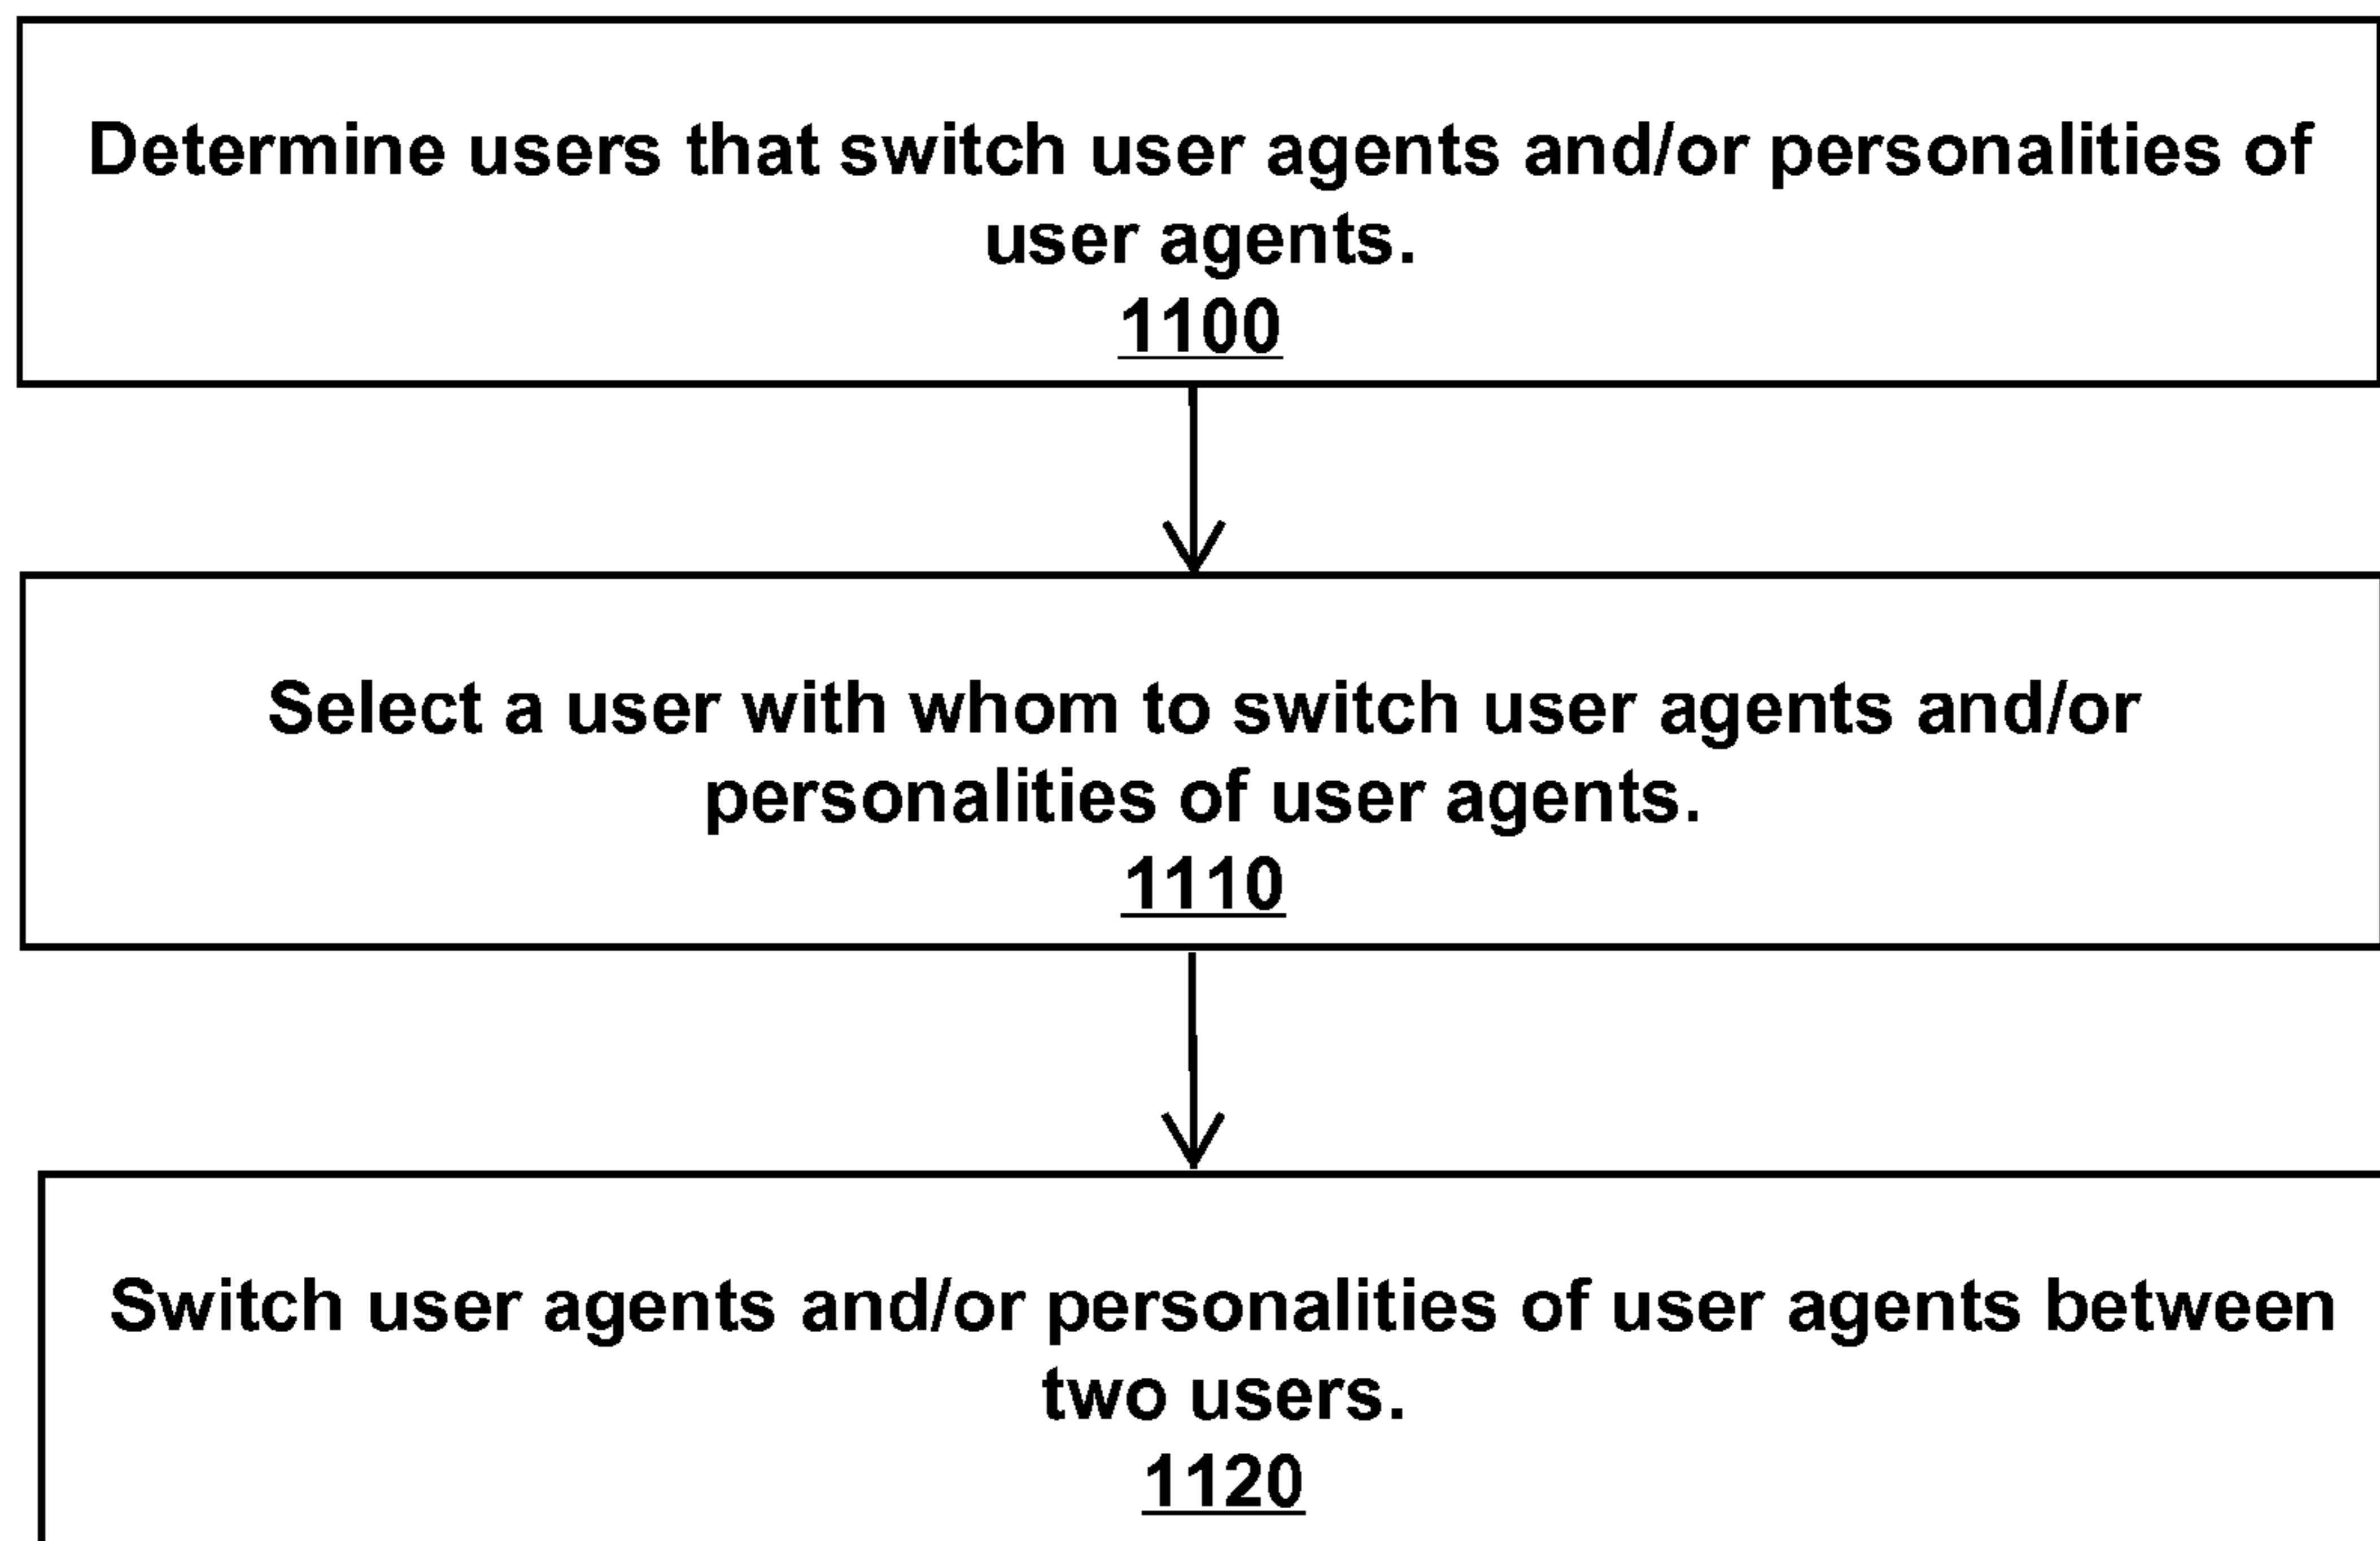 Determine users that switch user agents and/or personalities of
user agents.
1100
Select a user with whom to switch user agents and/or
personalities of user agents.
1110
Switch user agents and/or personalities of user agents between
two users.
1120